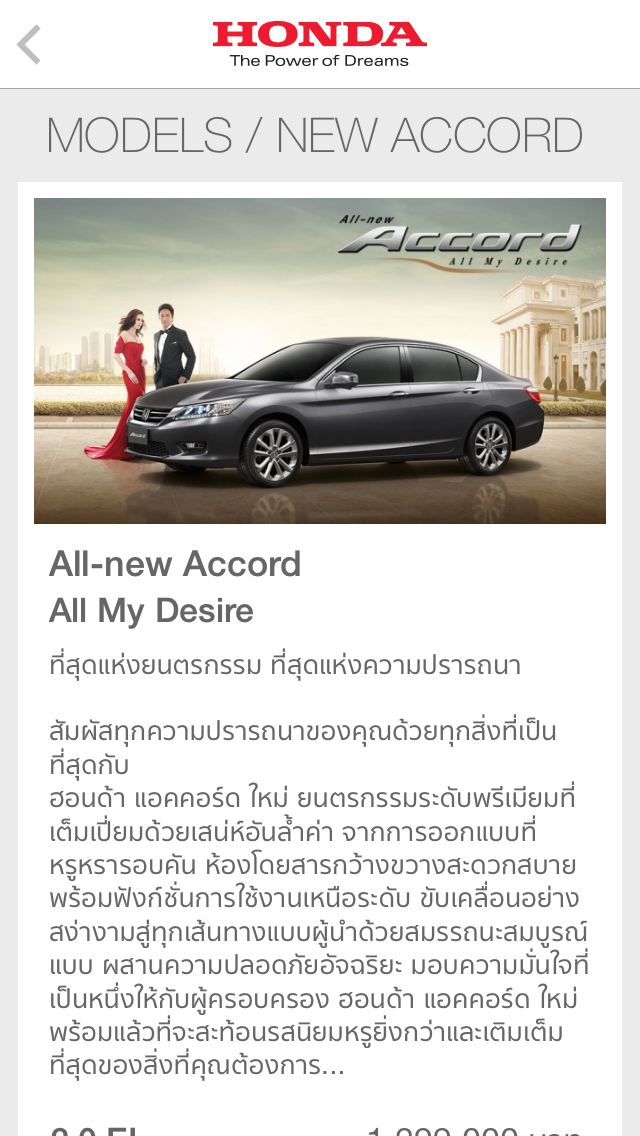 HONDA
The Power of Dreams
MODELS / NEW ACCORD
All-new
Accord
All My Desire
Accord
All-new Accord
All My Desire
ที่สุดแห่งยนตรกรรม ที่สุดแห่งความปรารถนา
สัมผัสทุกความปรารถนาของคุณด้วยทุกสิ่งที่เป็น
ที่สุดกับ
ฮอนด้า แอคคอร์ด ใหม่ ยนตรกรรมระดับพรีเมียมที่
เต็มเปี่ยมด้วยเสน่ห์อันล้ำค่า จากการออกแบบที่
หรูหรารอบคัน ห้องโดยสารกว้างขวางสะดวกสบาย
พร้อมฟังก์ชั่นการใช้งานเหนือระดับ ขับเคลื่อนอย่าง
สง่างามสู่ทุกเส้นทางแบบผู้นำด้วยสมรรถนะสมบูรณ์
แบบ ผสานความปลอดภัยอัจฉริยะ มอบความมั่นใจที่
เป็นหนึ่งให้กับผู้ครอบครอง ฮอนด้า แอคคอร์ด ใหม่
พร้อมแล้วที่จะสะท้อนรสนิยมหรูยิ่งกว่าและเติมเต็ม
ที่สุดของสิ่งที่คุณต้องการ...